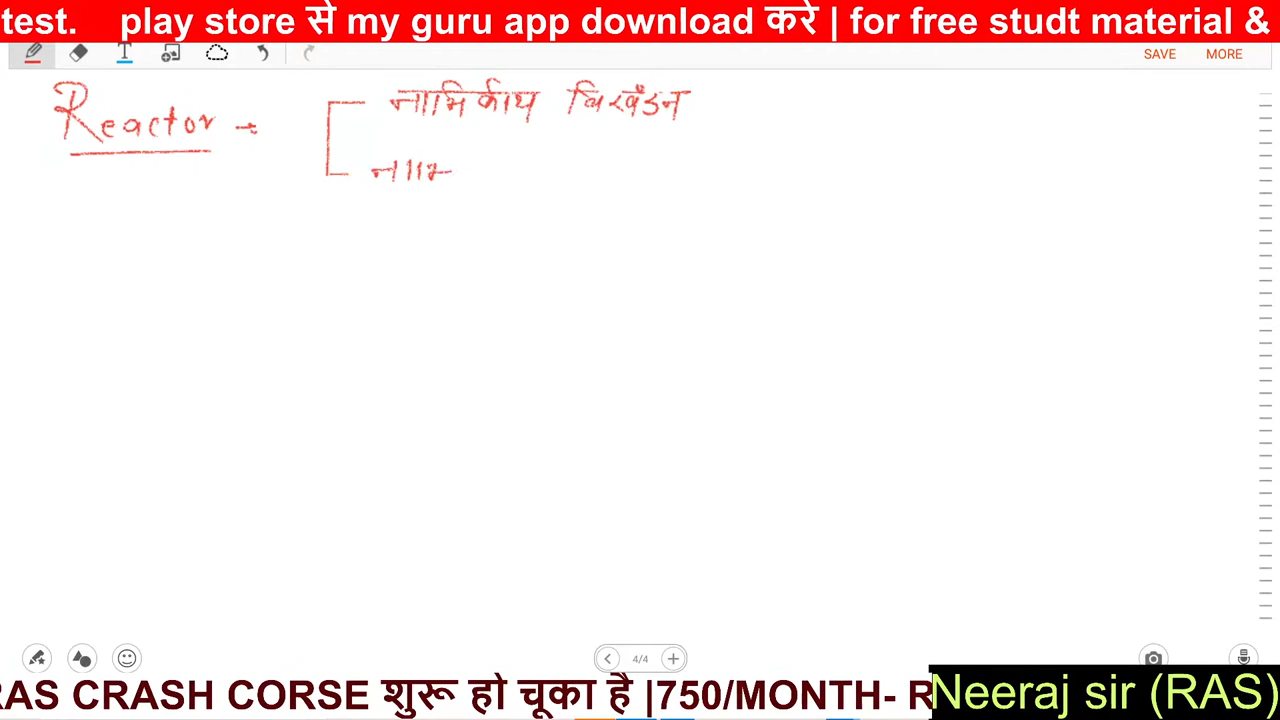 test. play store से my guru app download करे | for free studt material &
T
SAVE MORE
Reactor → नाभिकीय विखंडन
4/4
RAS CRASH CORSE शुरू हो चूका है |750/MONTH- R
Neeraj sir (RAS)